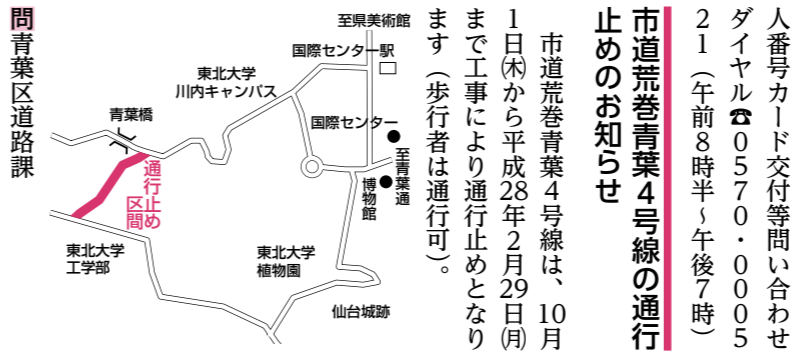 人番号カード交付等問い合わせ
ダイヤル☎0570・0005
21（午前8時半～午後7時）
市道荒巻青葉4号線の通行
止めのお知らせ
市道荒巻青葉4号線は、10月
1日㈭から平成28年2月29日㈪
まで工事により通行止めとなり
ます（歩行者は通行可）。
至県美術館
国際センター駅
東北大学
川内キャンパス
国際センター
青葉橋
至青葉通
博物館
通行止め
区間
東北大学
工学部
東北大学
植物園
仙台城跡
問青葉区道路課